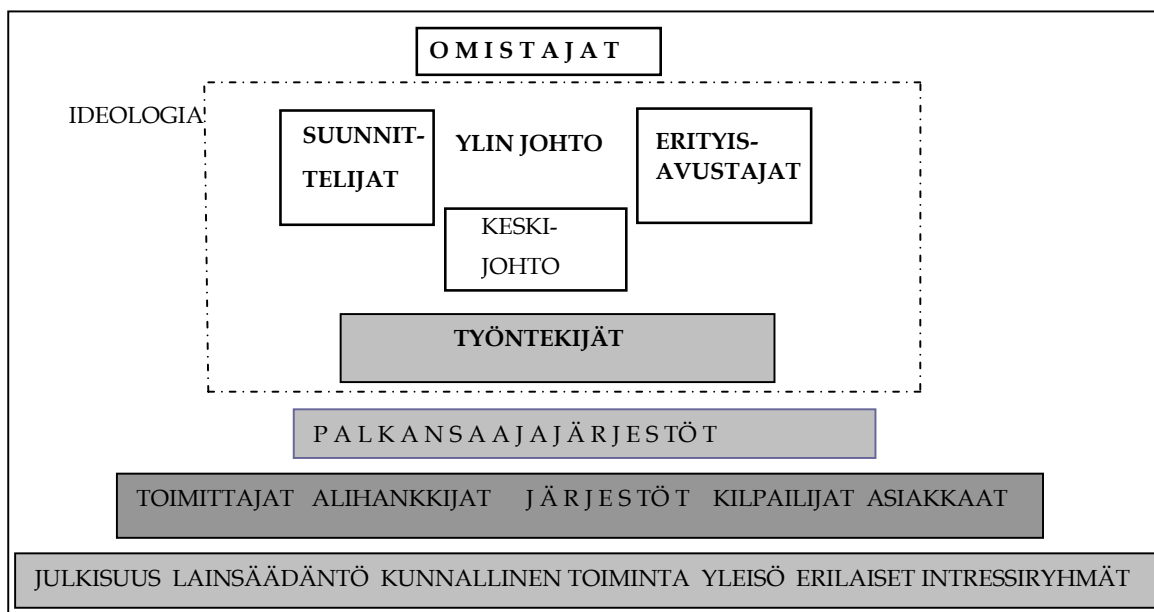 O M I S T A J A T
IDEOLOGIA
SUUNNIT-
TELIJAT
YLIN JOHTO
ERITYIS-
AVUSTAJAT
KESKI-
JOHTO
TYÖNTEKIJÄT
P A L K A N S A A J A J Ä R J E S T Ö T
TOIMITTAJAT ALIHANKKIJAT J Ä R J E S T Ö T KILPAILIJAT ASIAKKAAT
JULKISUUS LAINSÄÄDÄNTÖ KUNNALLINEN TOIMINTA YLEISÖ ERILAISET INTRESSIRYHMÄT